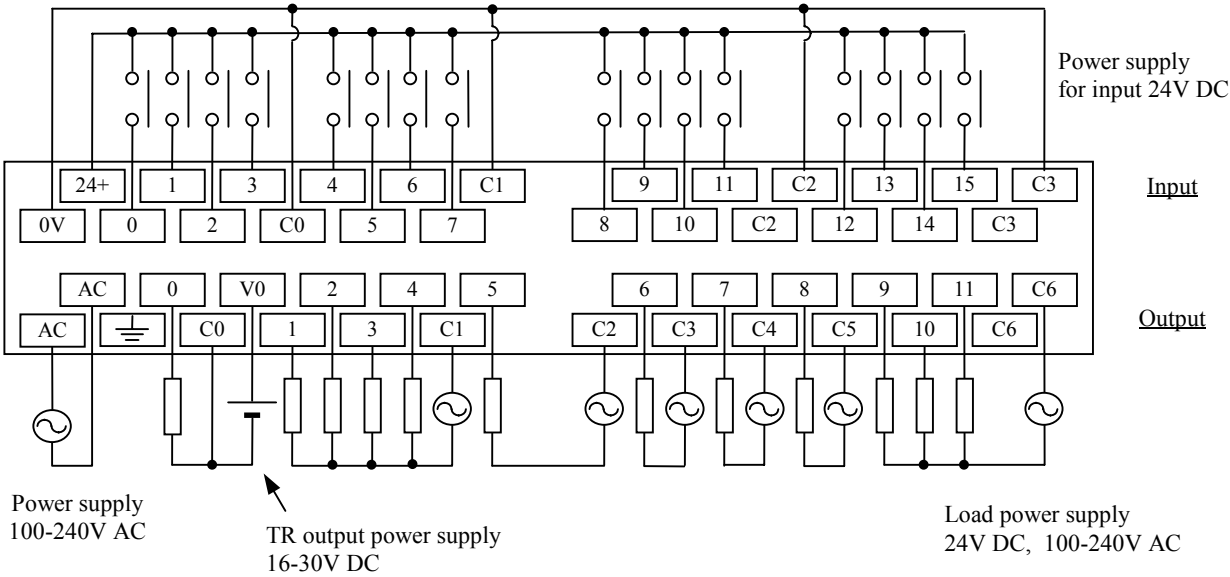 Power supply
for input 24V DC
24+ 1 3 4 6 C1 9 11 C2 13 15 C3
Input
0V 0 2 C0 5 7 8 10 C2 12 14 C3
AC 0 V0 2 4 5 6 7 8 9 11 C6
Output
AC C0 1 3 C1 C2 C3 C4 C5 10 C6
Power supply
100-240V AC
TR output power supply
16-30V DC
Load power supply
24V DC, 100-240V AC